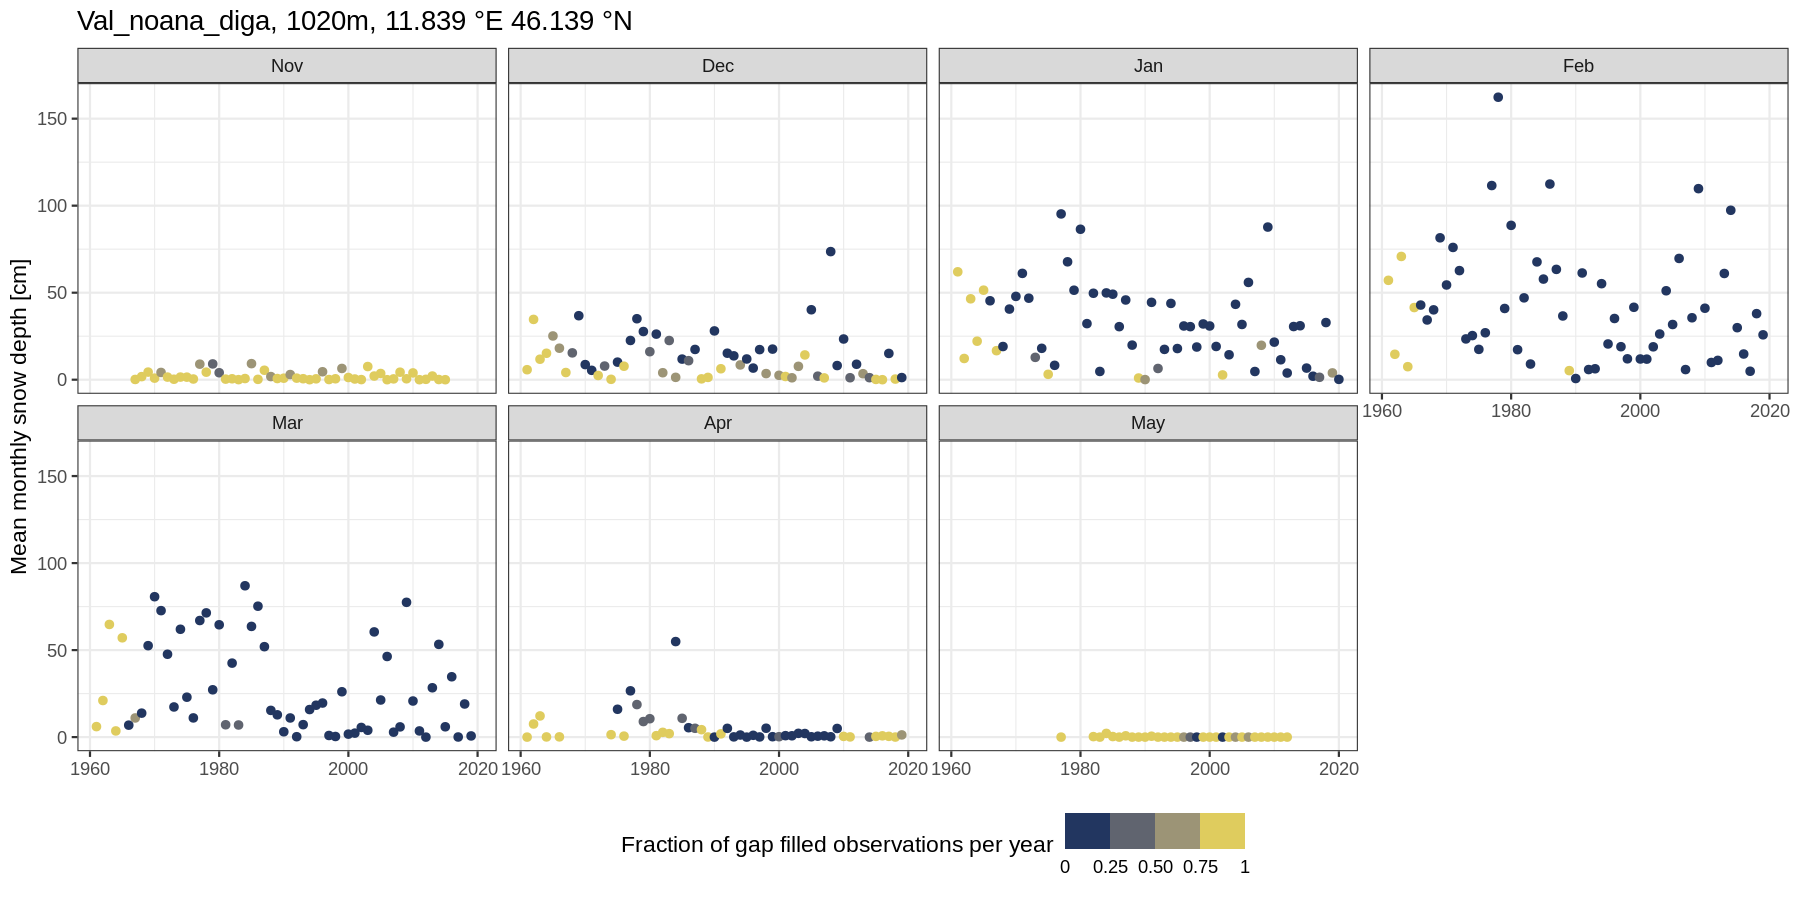 Val_noana_diga, 1020m, 11.839 °E 46.139 °N
Nov Dec Jan Feb
150
100
50
0
1960 1980 2000 2020
Mean monthly snow depth [cm]
Mar Apr May
150
100
50
0
1960 1980 2000 2020 1960 1980 2000 2020 1960 1980 2000 2020
Fraction of gap filled observations per year
0 0.25 0.50 0.75 1